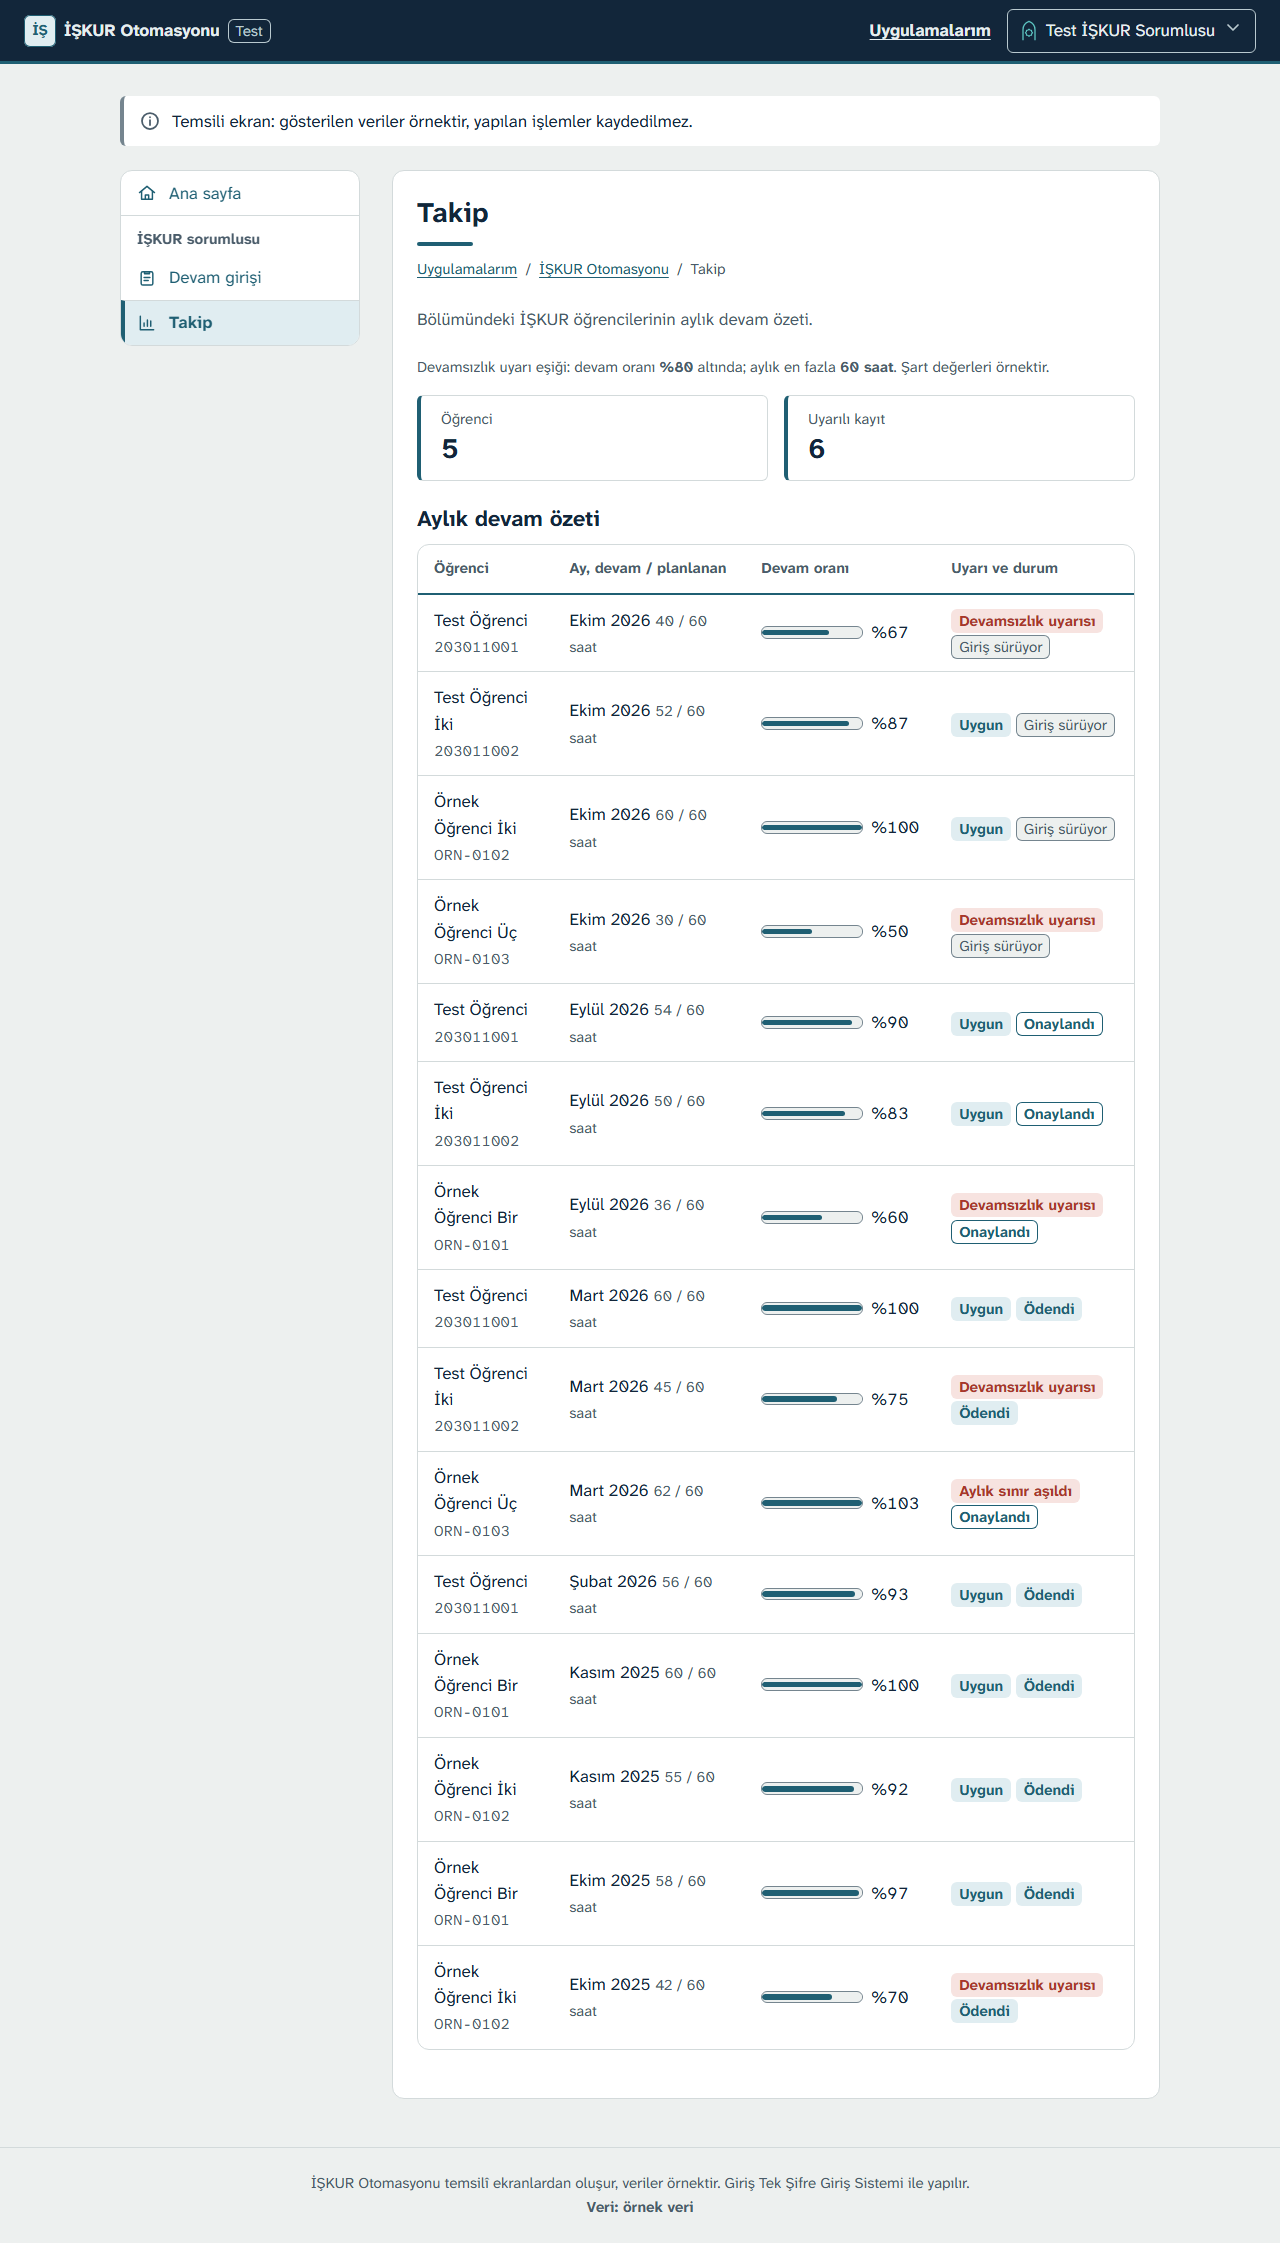 İŞ İŞKUR Otomasyonu Test
Uygulamalarım
Test İŞKUR Sorumlusu
Temsili ekran: gösterilen veriler örnektir, yapılan işlemler kaydedilmez.
Ana sayfa
İŞKUR sorumlusu
Devam girişi
Takip
Takip
Uygulamalarım / İŞKUR Otomasyonu / Takip
Bölümündeki İŞKUR öğrencilerinin aylık devam özeti.
Devamsızlık uyarı eşiği: devam oranı %80 altında; aylık en fazla 60 saat. Şart değerleri örnektir.
Öğrenci
5
Uyarılı kayıt
6
Aylık devam özeti
Öğrenci Ay, devam / planlanan Devam oranı Uyarı ve durum
Test Öğrenci
203011001
Ekim 2026 40 / 60
saat
%67
Devamsızlık uyarısı
Giriş sürüyor
Test Öğrenci
İki
203011002
Ekim 2026 52 / 60
saat
%87
Uygun Giriş sürüyor
Örnek
Öğrenci İki
ORN-0102
Ekim 2026 60 / 60
saat
%100
Uygun Giriş sürüyor
Örnek
Öğrenci Üç
ORN-0103
Ekim 2026 30 / 60
saat
%50
Devamsızlık uyarısı
Giriş sürüyor
Test Öğrenci
203011001
Eylül 2026 54 / 60
saat
%90
Uygun Onaylandı
Test Öğrenci
İki
203011002
Eylül 2026 50 / 60
saat
%83
Uygun Onaylandı
Örnek
Öğrenci Bir
ORN-0101
Eylül 2026 36 / 60
saat
%60
Devamsızlık uyarısı
Onaylandı
Test Öğrenci
203011001
Mart 2026 60 / 60
saat
%100
Uygun Ödendi
Test Öğrenci
İki
203011002
Mart 2026 45 / 60
saat
%75
Devamsızlık uyarısı
Ödendi
Örnek
Öğrenci Üç
ORN-0103
Mart 2026 62 / 60
saat
%103
Aylık sınır aşıldı
Onaylandı
Test Öğrenci
203011001
Şubat 2026 56 / 60
saat
%93
Uygun Ödendi
Örnek
Öğrenci Bir
ORN-0101
Kasım 2025 60 / 60
saat
%100
Uygun Ödendi
Örnek
Öğrenci İki
ORN-0102
Kasım 2025 55 / 60
saat
%92
Uygun Ödendi
Örnek
Öğrenci Bir
ORN-0101
Ekim 2025 58 / 60
saat
%97
Uygun Ödendi
Örnek
Öğrenci İki
ORN-0102
Ekim 2025 42 / 60
saat
%70
Devamsızlık uyarısı
Ödendi
İŞKUR Otomasyonu temsilî ekranlardan oluşur, veriler örnektir. Giriş Tek Şifre Giriş Sistemi ile yapılır.
Veri: örnek veri